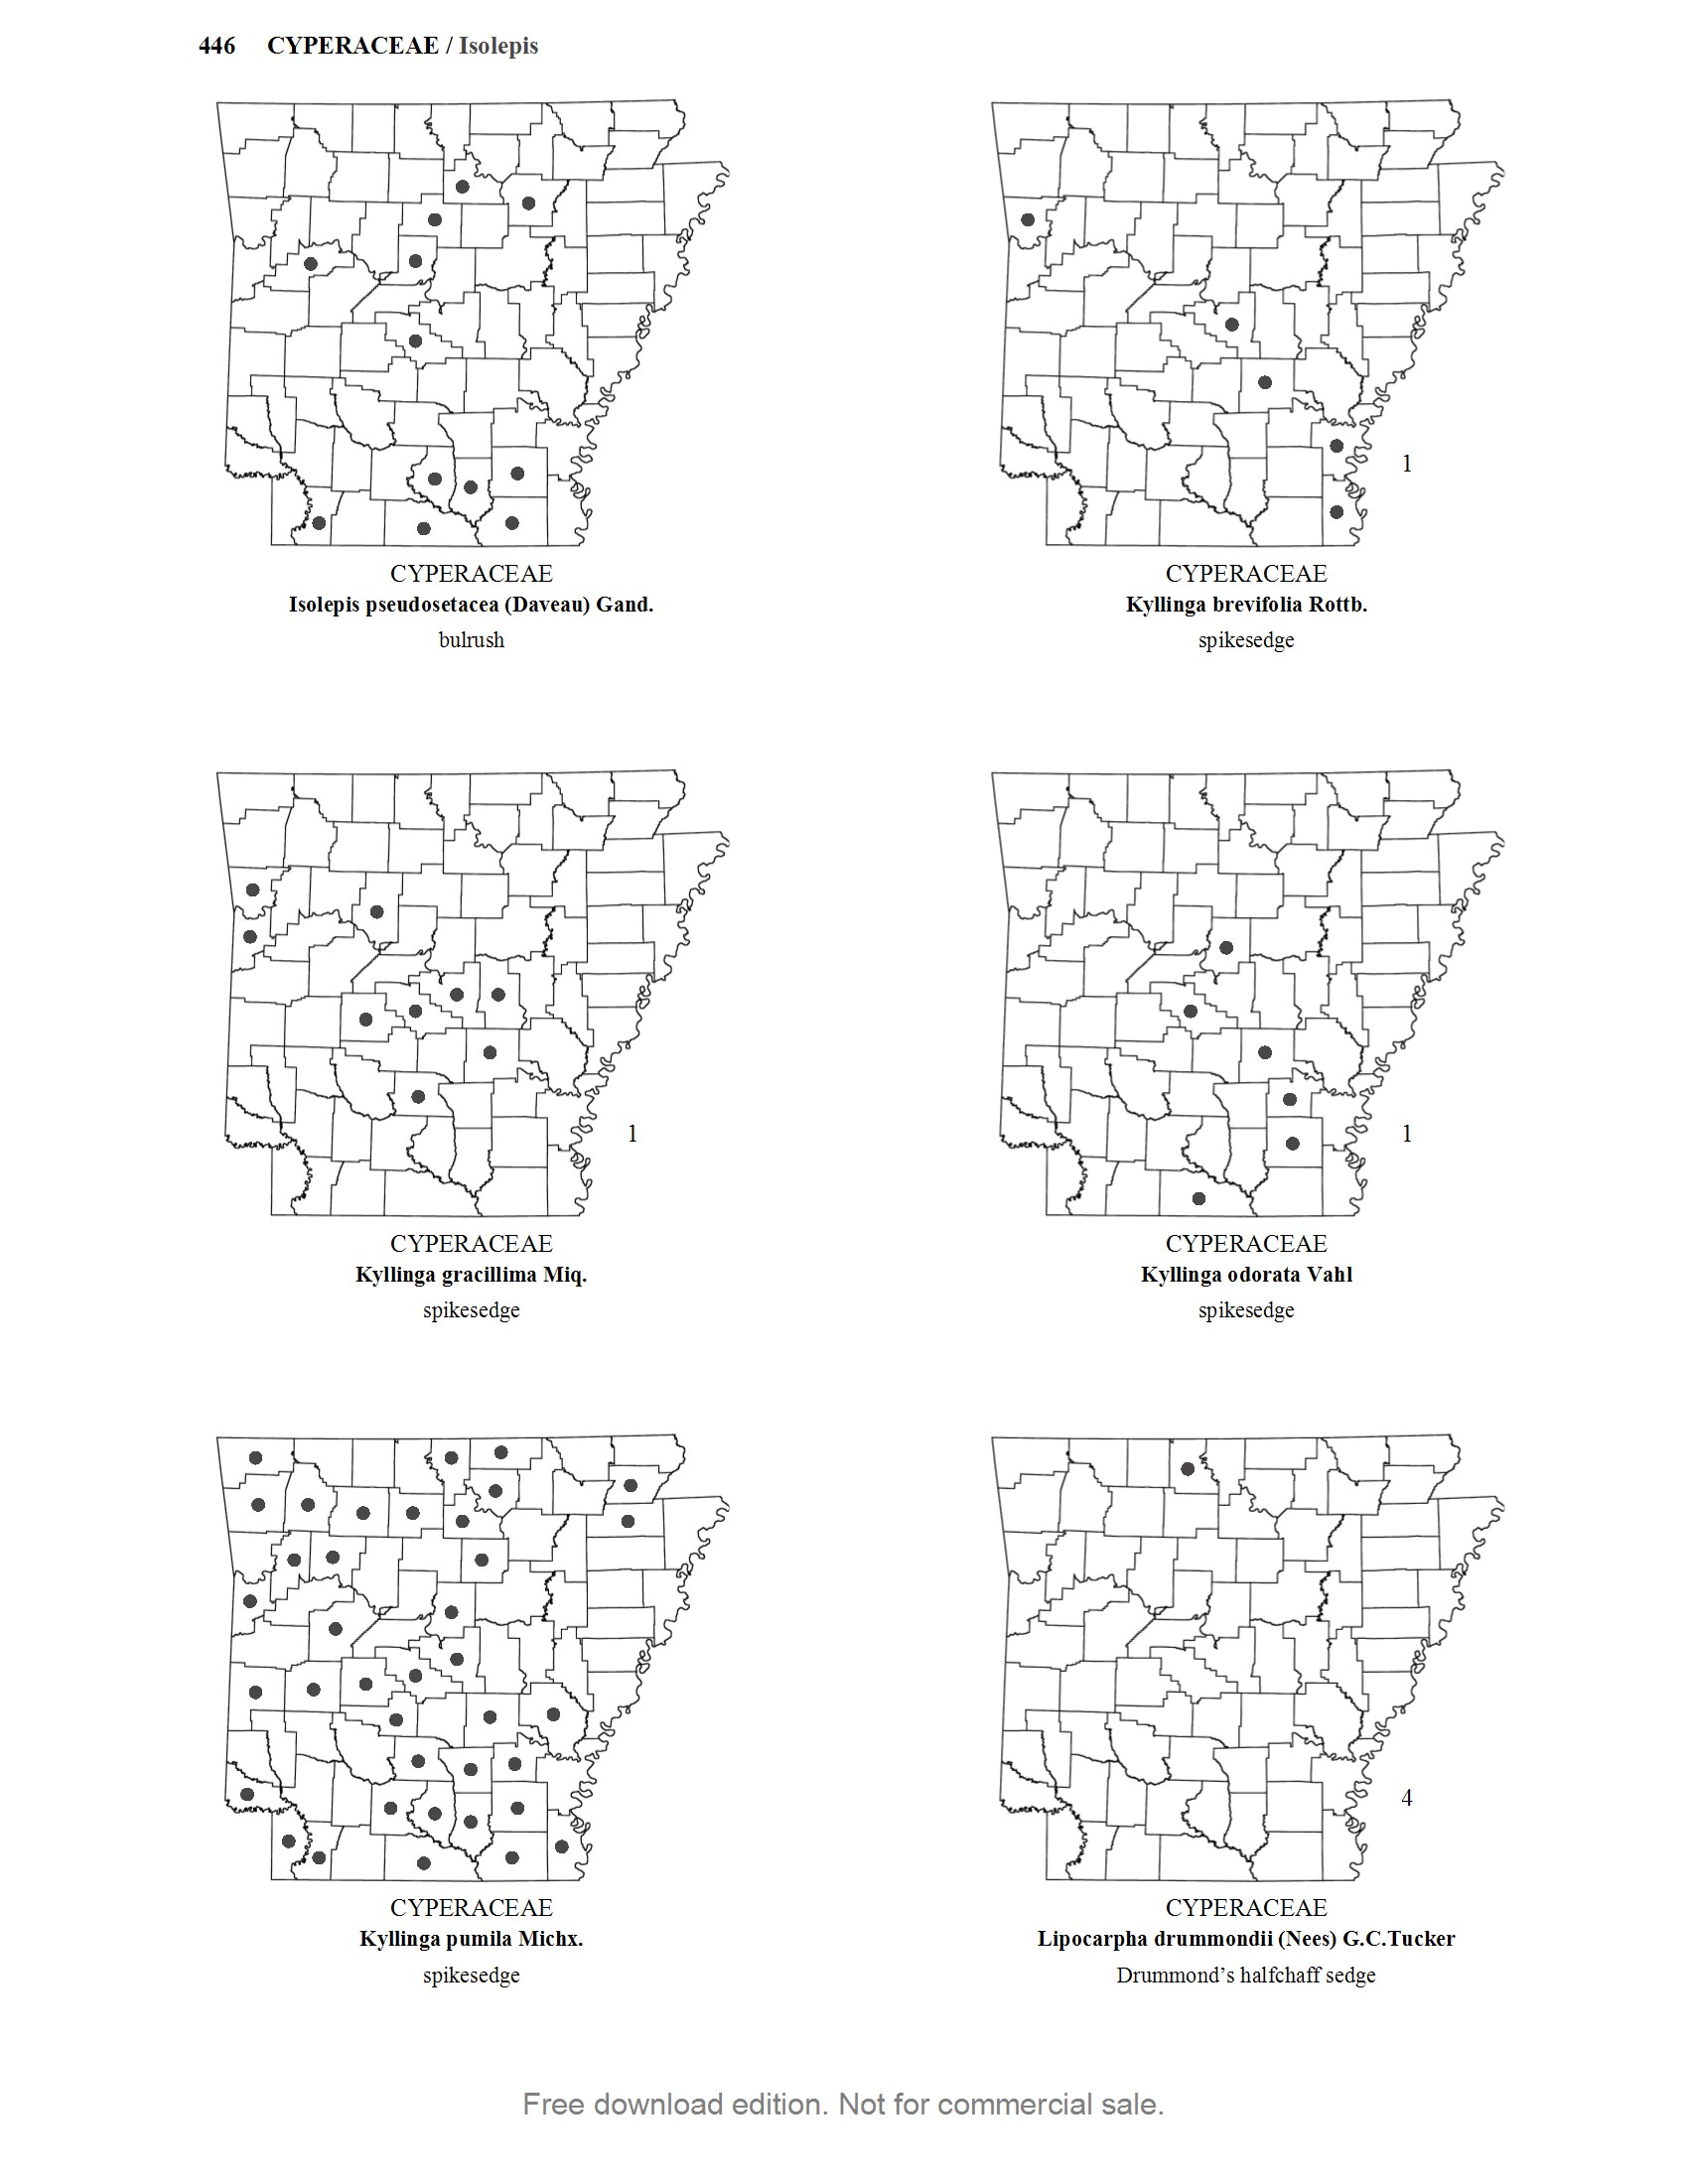 446 CYPERACEAE / Isolepis
CYPERACEAE
Isolepis pseudosetacea (Daveau) Gand.
bulrush
1
CYPERACEAE
Kyllinga brevifolia Rottb.
spikesedge
1
CYPERACEAE
Kyllinga gracillima Miq.
spikesedge
1
CYPERACEAE
Kyllinga odorata Vahl
spikesedge
CYPERACEAE
Kyllinga pumila Michx.
spikesedge
4
CYPERACEAE
Lipocarpha drummondii (Nees) G.C.Tucker
Drummond’s halfchaff sedge
Free download edition. Not for commercial sale.